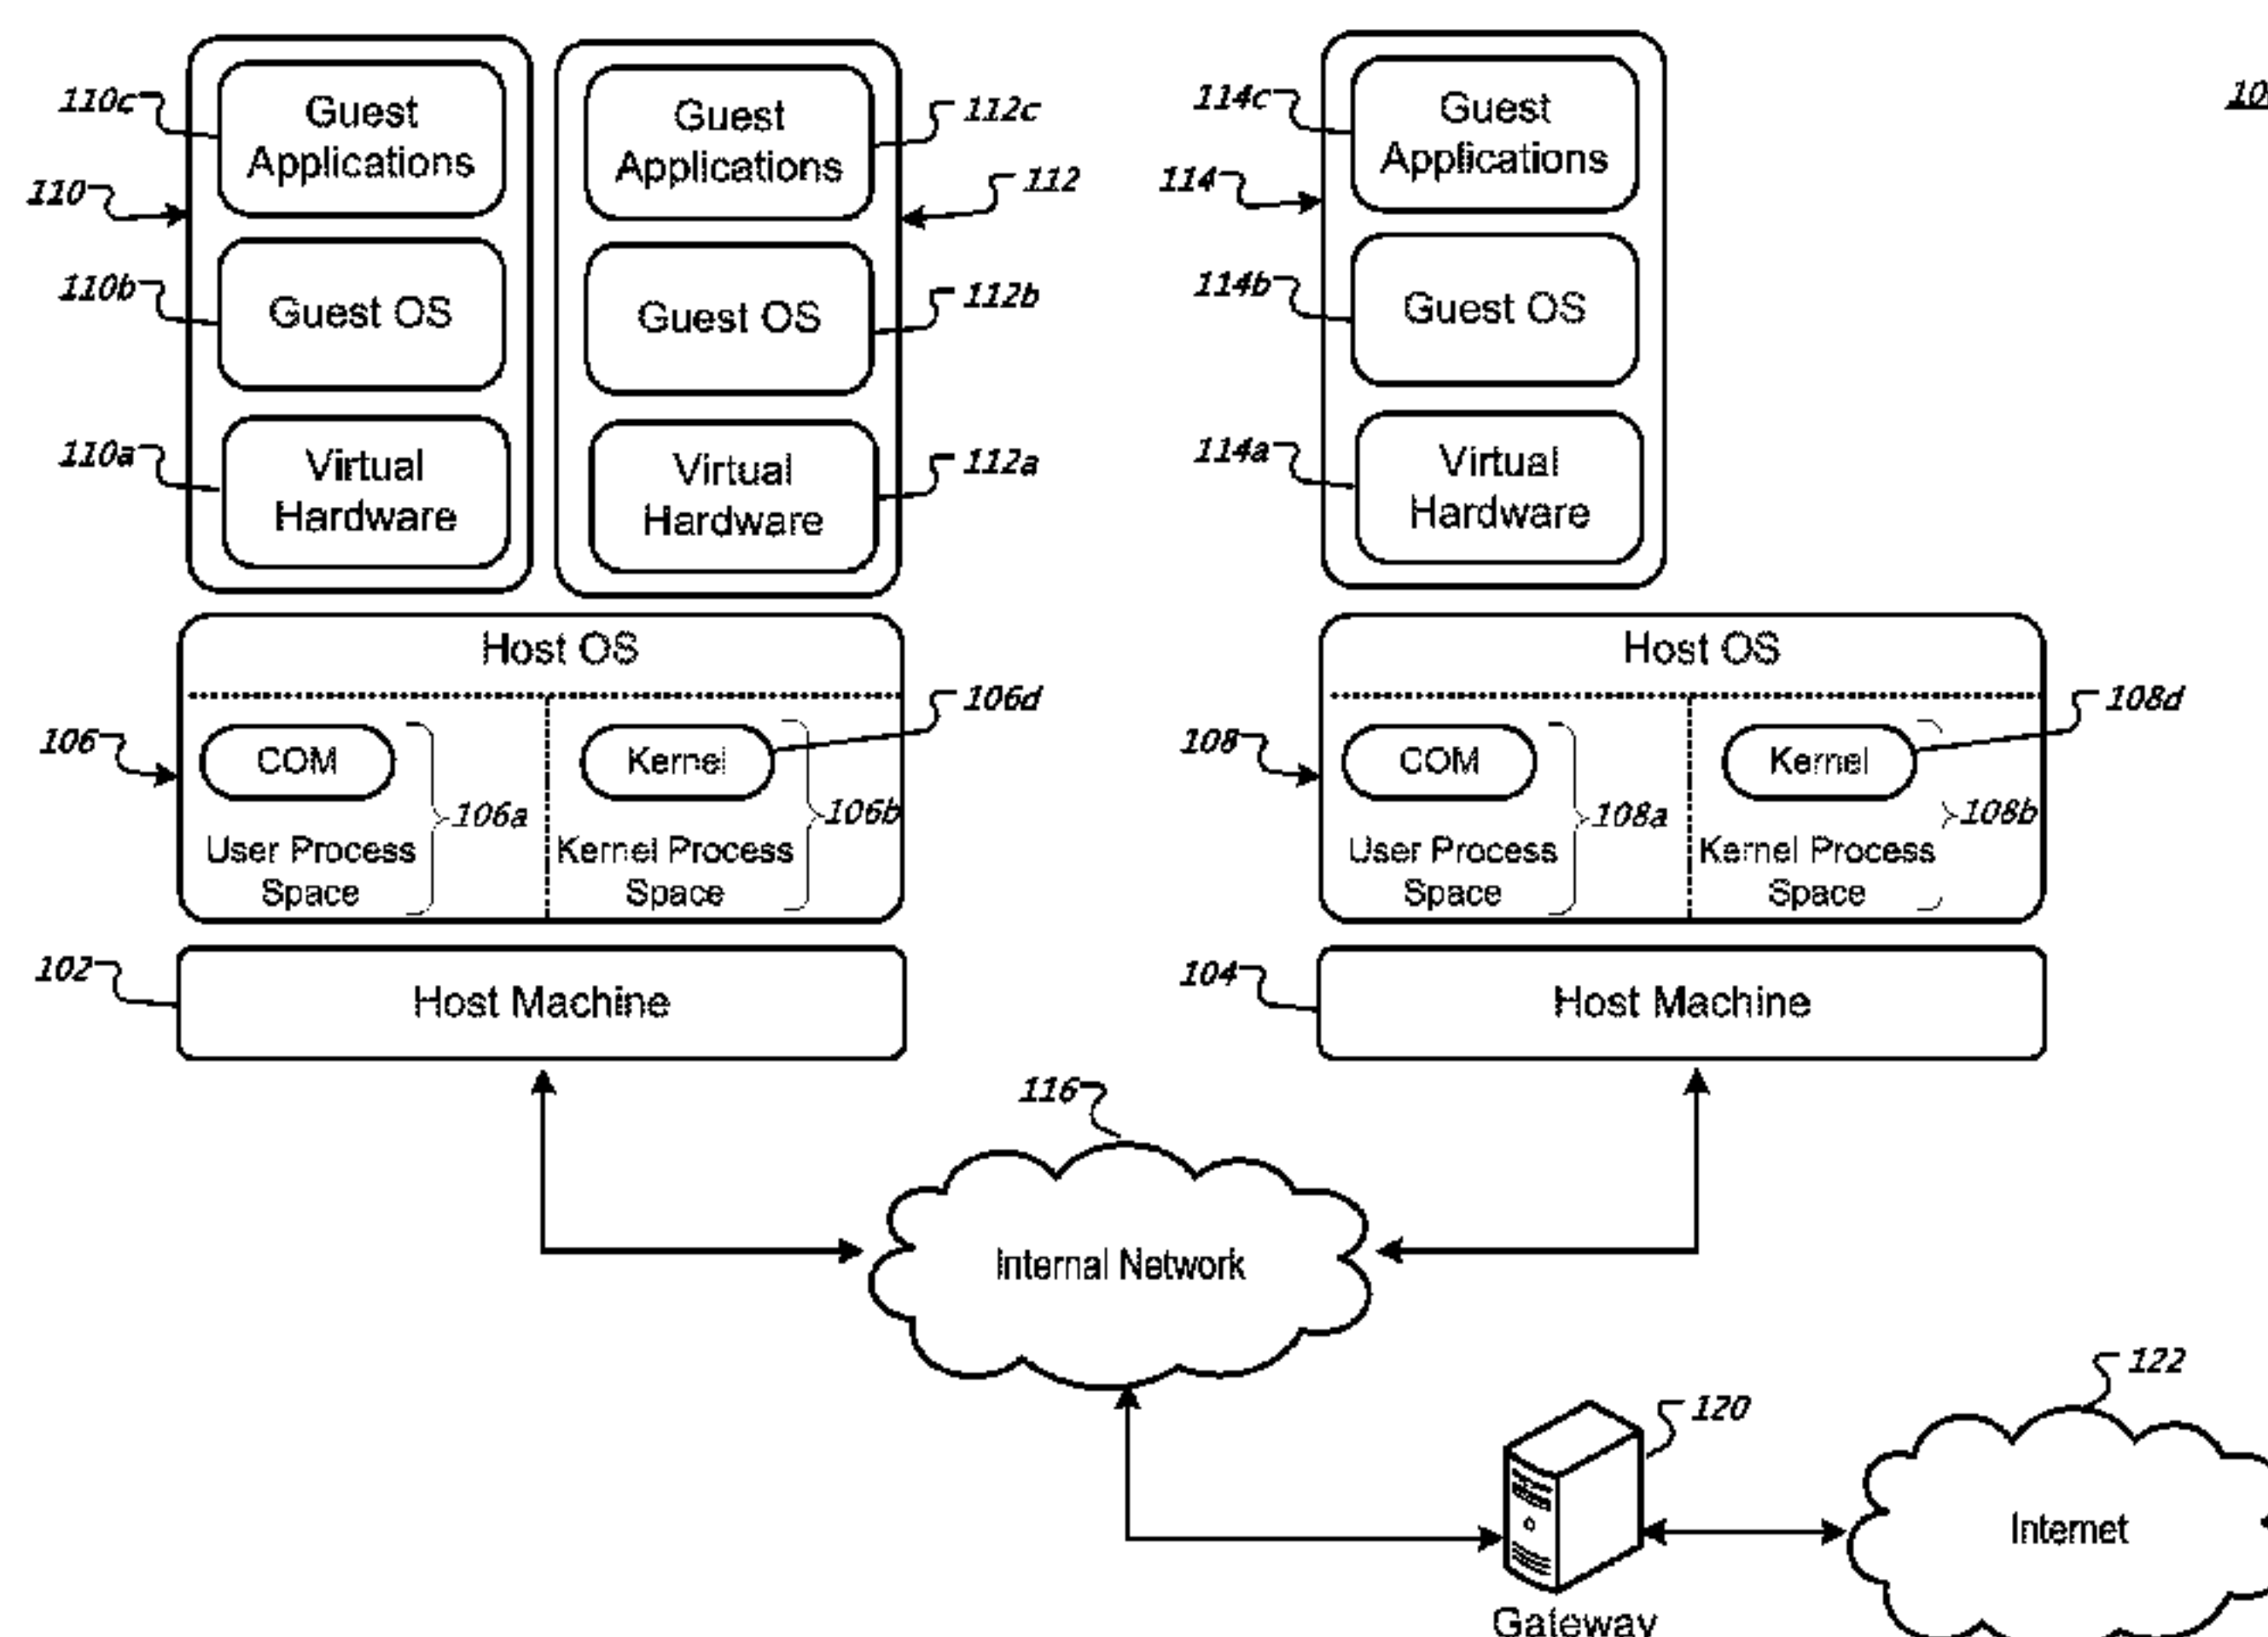 110c
Guest
Applications
110
110b
Guest OS
110a
Virtual
Hardware
Guest
Applications
112c
112
Guest OS
112b
Virtual
Hardware
112a
114c
Guest
Applications
114
114b
Guest OS
114a
Virtual
Hardware
10
Host OS
106
COM
106a
User Process
Space
Kernel
106d
106b
Kernel Process
Space
Host OS
108
COM
108a
User Process
Space
Kernel
108d
108b
Kernel Process
Space
102
Host Machine
104
Host Machine
116
Internal Network
120
Gateway
122
Internet